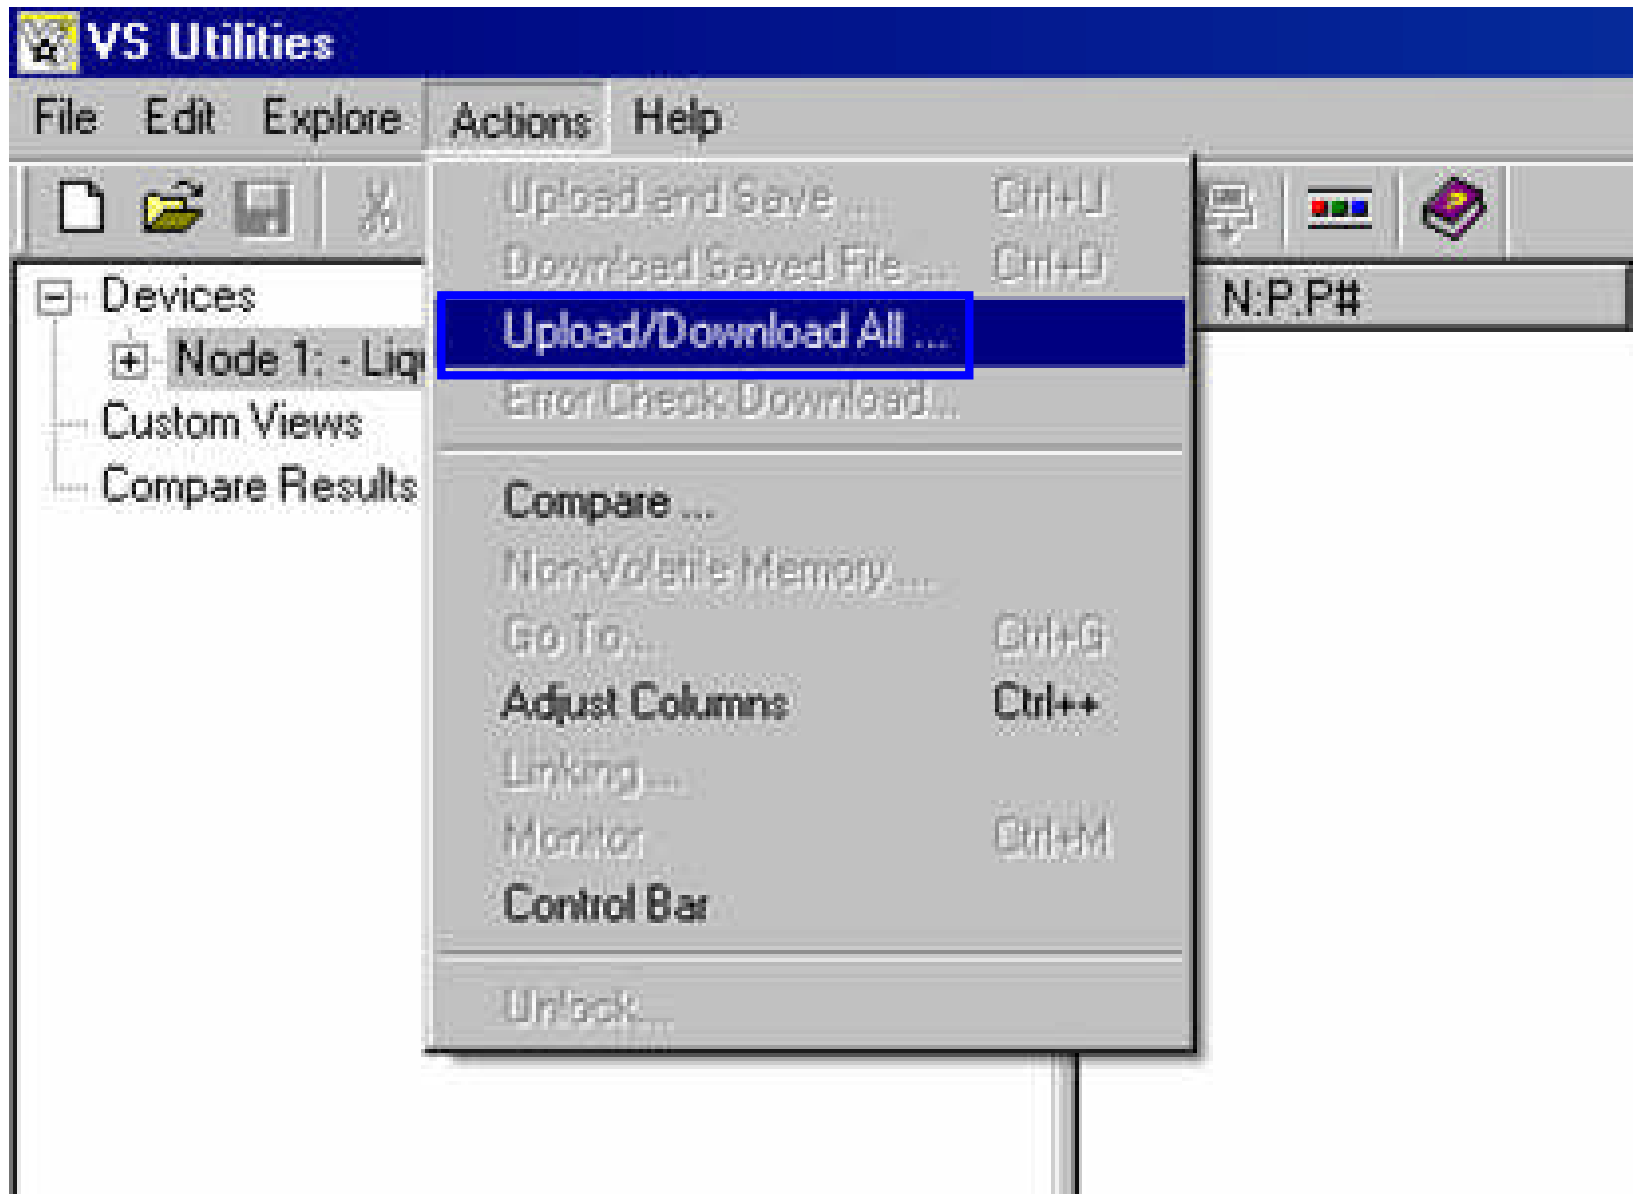 VS Utilities
File Edit Explore Actions Help
Upload and Save ... Ctrl+U
Download Saved File ... Ctrl+D
Upload/Download All ...
Error Check Download...
Compare ...
Non-Volatile Memory ...
Go To ... Ctrl+G
Adjust Columns Ctrl++
Linking ...
Monitor Ctrl+M
Control Bar
Unlock...
N:P.P#
Devices
Node 1: - Liqu
Custom Views
Compare Results